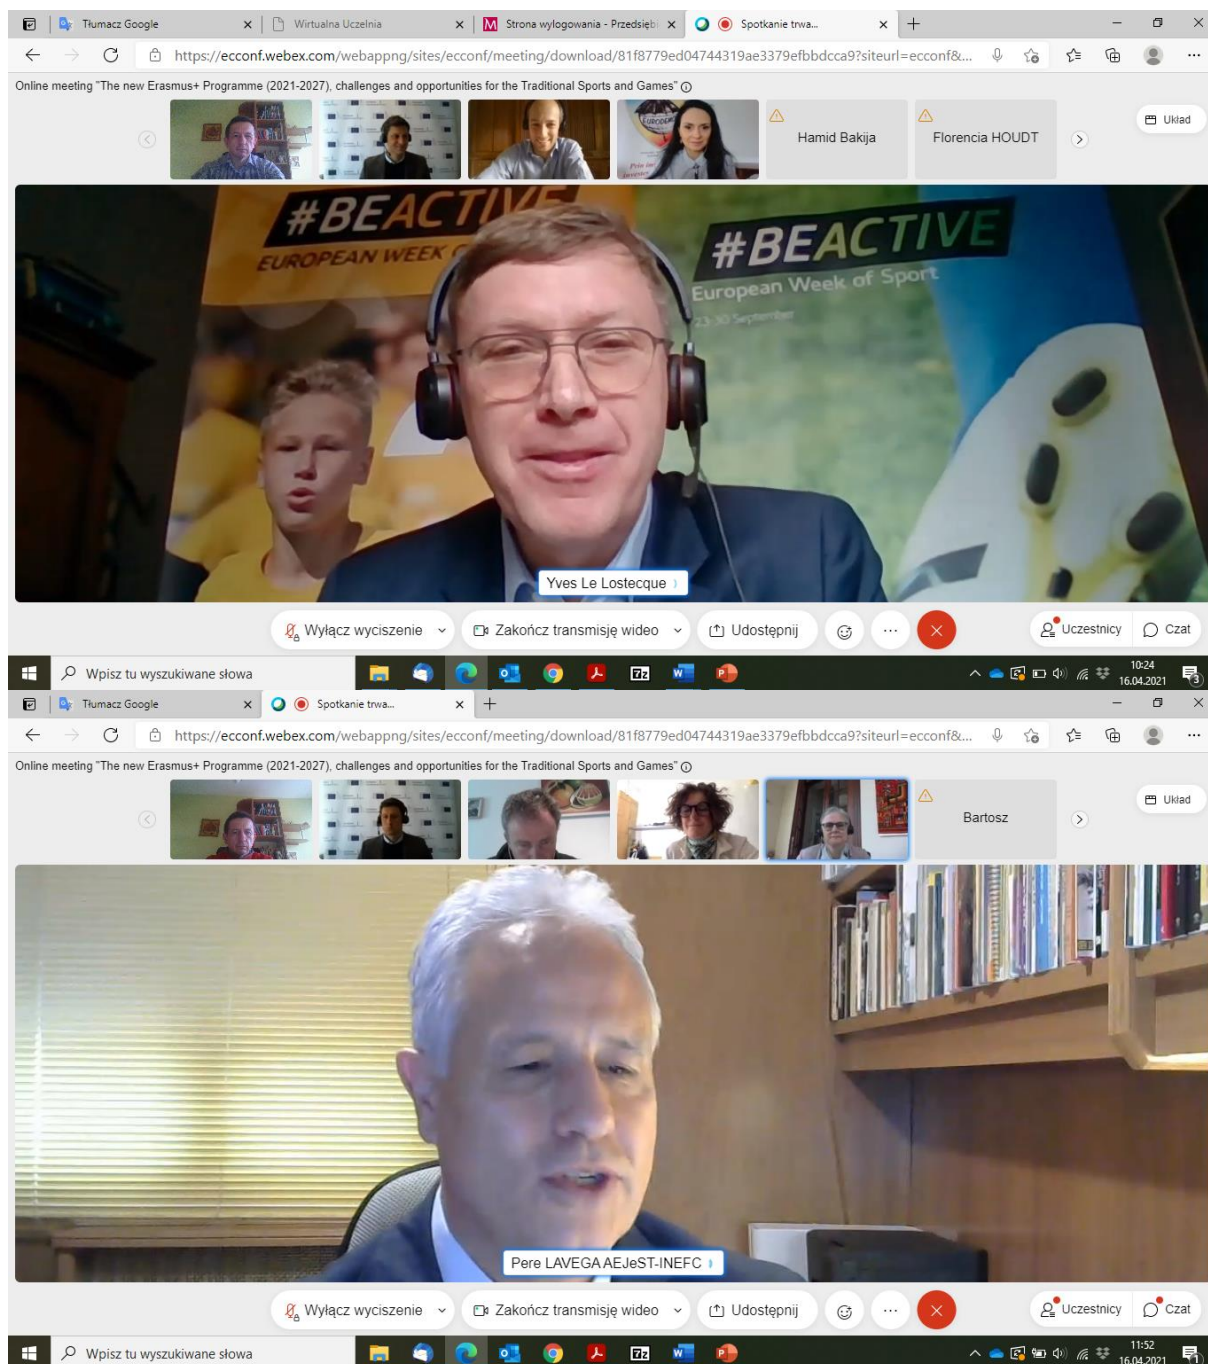 Tłumacz Google
Wirtualna Uczelnia
Strona wylogowania - Przedsięb
Spotkanie trwa...
https://ecconf.webex.com/webappng/sites/ecconf/meeting/download/81f8779ed04744319ae3379efbbdcca9?siteurl=ecconf&...
Online meeting "The new Erasmus+ Programme (2021-2027), challenges and opportunities for the Traditional Sports and Games"
Hamid Bakija
Florencia HOUDT
Układ
#BEACTIVE
EUROPEAN WEEK
#BEACTIVE
European Week of Sport
23-30 September
Yves Le Lostecque
Wyłącz wyciszenie
Zakończ transmisję wideo
Udostępnij
Uczestnicy
Czat
Wpisz tu wyszukiwane słowa
10:24
16.04.2021
3
Tłumacz Google
Spotkanie trwa...
https://ecconf.webex.com/webappng/sites/ecconf/meeting/download/81f8779ed04744319ae3379efbbdcca9?siteurl=ecconf&...
Online meeting "The new Erasmus+ Programme (2021-2027), challenges and opportunities for the Traditional Sports and Games"
Bartosz
Układ
Pere LAVEGA AEJeST-INEFC
Wyłącz wyciszenie
Zakończ transmisję wideo
Udostępnij
Uczestnicy
Czat
Wpisz tu wyszukiwane słowa
11:52
16.04.2021
1